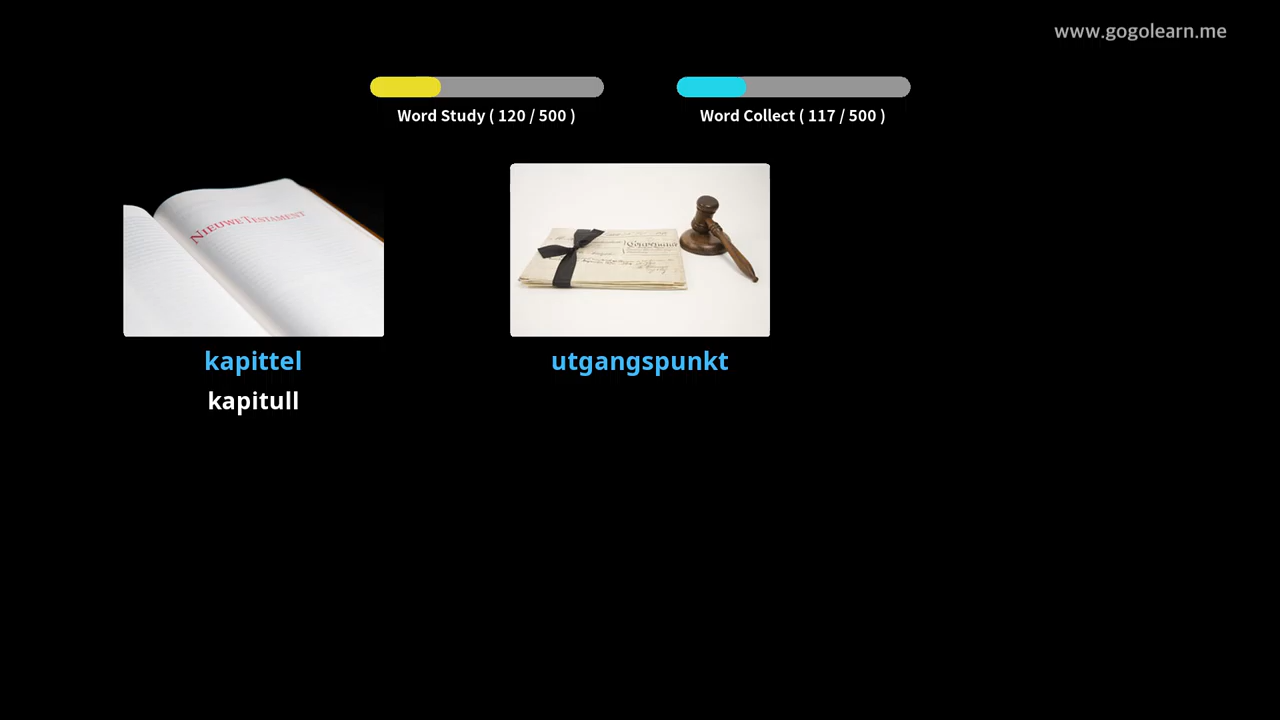 www.gogolearn.me
Word Study ( 120 / 500 )
Word Collect ( 117 / 500 )
NIEUWE TESTAMENT
kapittel
utgangspunkt
kapitull